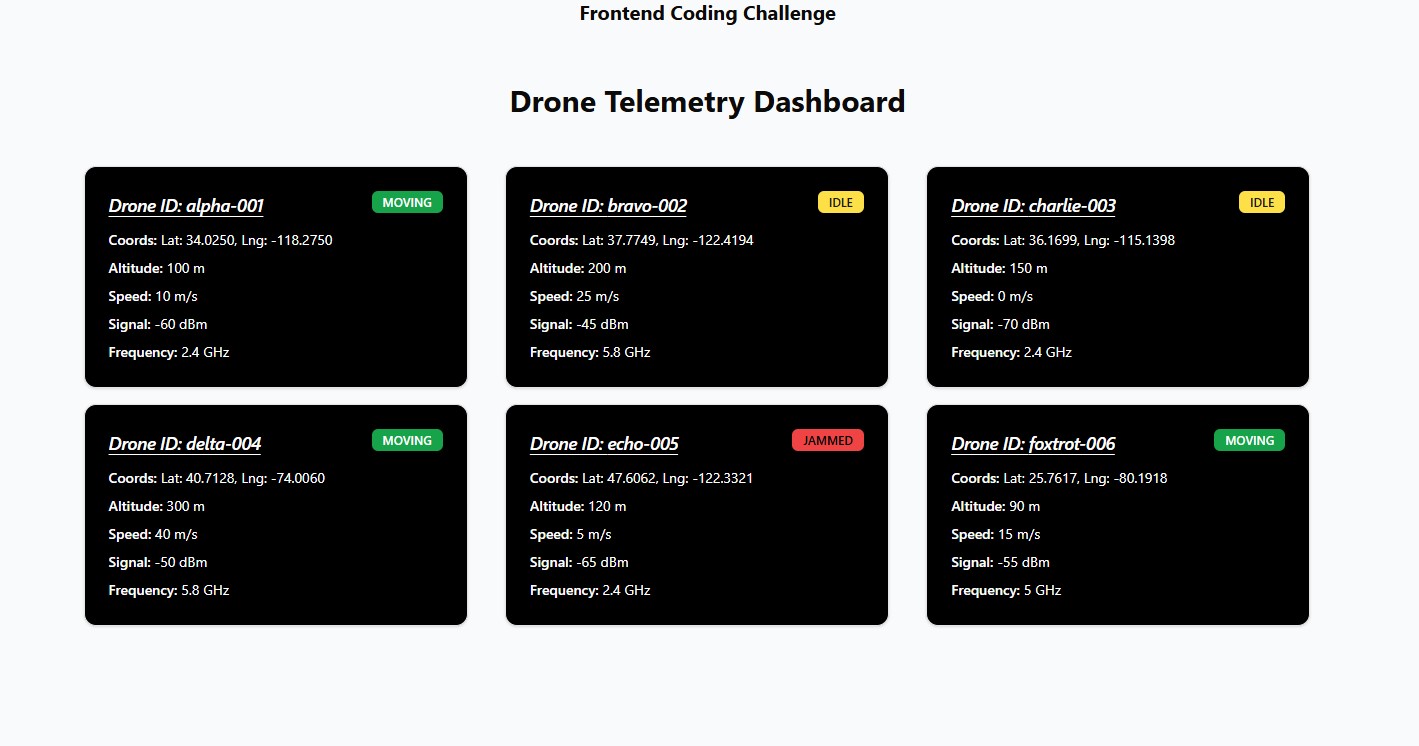 Frontend Coding Challenge
Drone Telemetry Dashboard
Drone ID: alpha-001
MOVING
Coords: Lat: 34.0250, Lng: -118.2750
Altitude: 100 m
Speed: 10 m/s
Signal: -60 dBm
Frequency: 2.4 GHz
Drone ID: bravo-002
IDLE
Coords: Lat: 37.7749, Lng: -122.4194
Altitude: 200 m
Speed: 25 m/s
Signal: -45 dBm
Frequency: 5.8 GHz
Drone ID: charlie-003
IDLE
Coords: Lat: 36.1699, Lng: -115.1398
Altitude: 150 m
Speed: 0 m/s
Signal: -70 dBm
Frequency: 2.4 GHz
Drone ID: delta-004
MOVING
Coords: Lat: 40.7128, Lng: -74.0060
Altitude: 300 m
Speed: 40 m/s
Signal: -50 dBm
Frequency: 5.8 GHz
Drone ID: echo-005
JAMMED
Coords: Lat: 47.6062, Lng: -122.3321
Altitude: 120 m
Speed: 5 m/s
Signal: -65 dBm
Frequency: 2.4 GHz
Drone ID: foxtrot-006
MOVING
Coords: Lat: 25.7617, Lng: -80.1918
Altitude: 90 m
Speed: 15 m/s
Signal: -55 dBm
Frequency: 5 GHz